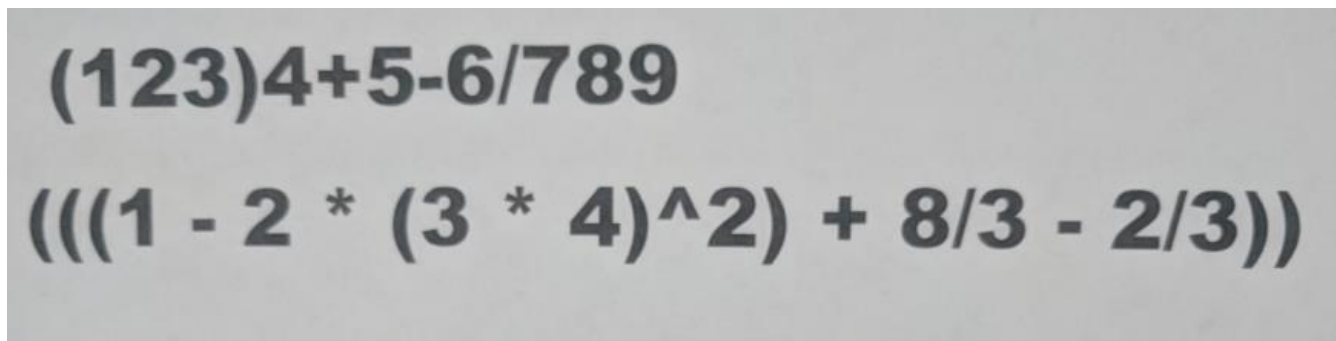 (123)4+5-6/789
(((1 - 2 * (3 * 4)^2) + 8/3 - 2/3))